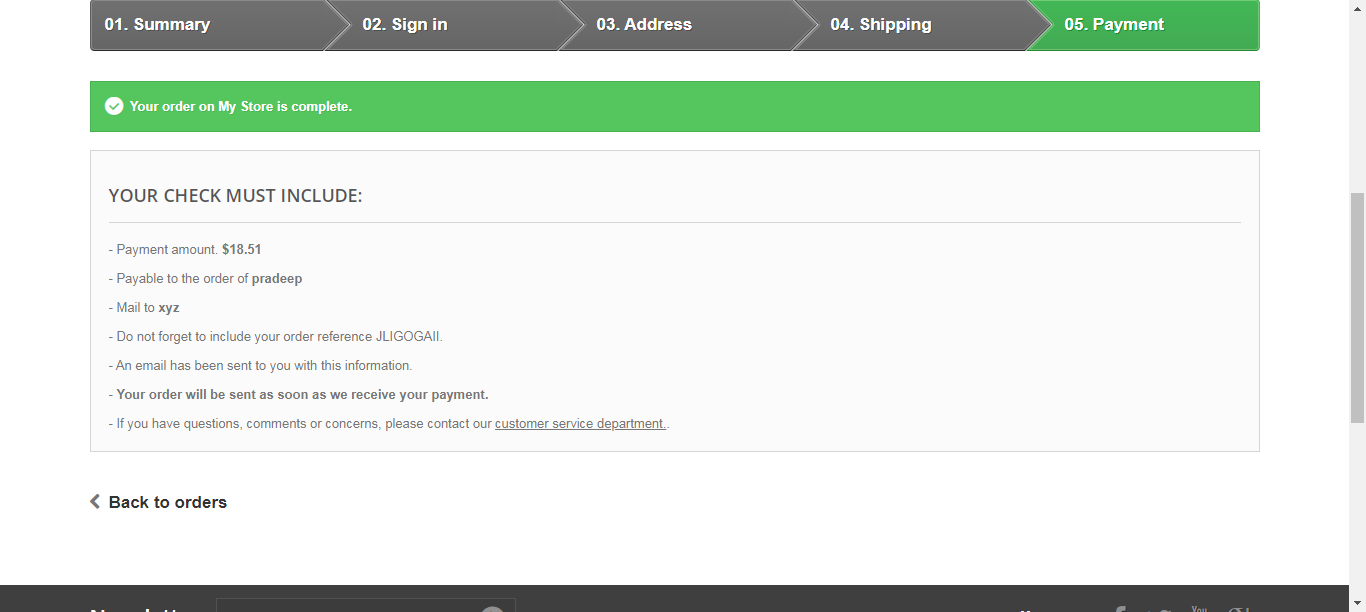 01. Summary
02. Sign in
03. Address
04. Shipping
05. Payment
Your order on My Store is complete.
YOUR CHECK MUST INCLUDE:
- Payment amount. $18.51
- Payable to the order of pradeep
- Mail to xyz
- Do not forget to include your order reference JLIGOGAII.
- An email has been sent to you with this information.
- Your order will be sent as soon as we receive your payment.
- If you have questions, comments or concerns, please contact our customer service department..
Back to orders